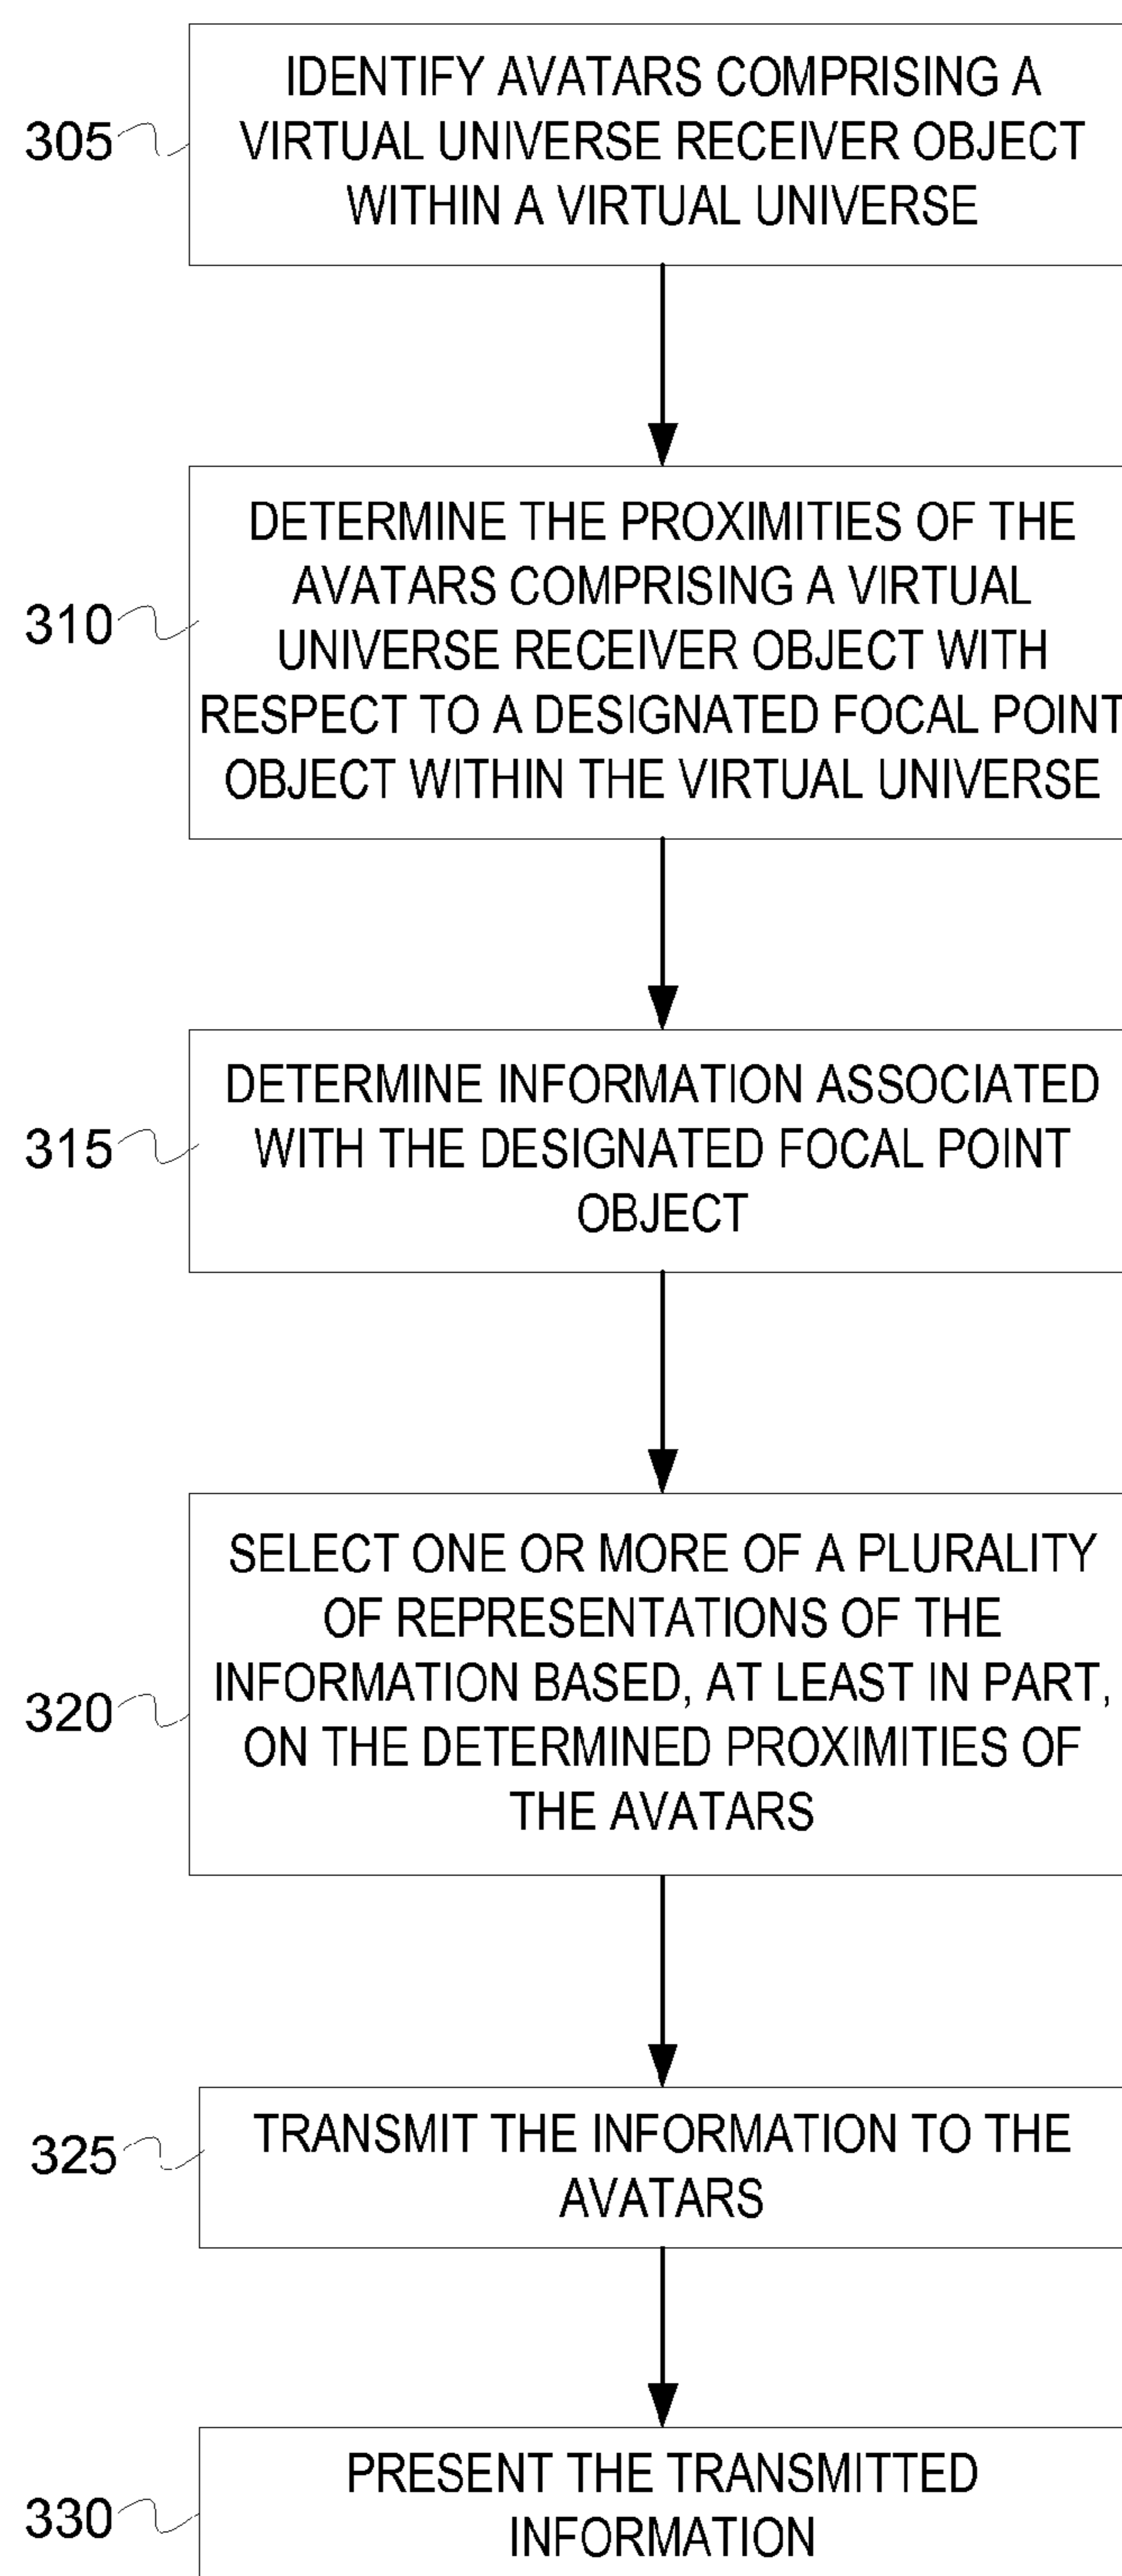 IDENTIFY AVATARS COMPRISING A
305
VIRTUAL UNIVERSE RECEIVER OBJECT
WITHIN A VIRTUAL UNIVERSE
DETERMINE THE PROXIMITIES OF THE
AVATARS COMPRISING A VIRTUAL
310
UNIVERSE RECEIVER OBJECT WITH
RESPECT TO A DESIGNATED FOCAL POINT
OBJECT WITHIN THE VIRTUAL UNIVERSE
DETERMINE INFORMATION ASSOCIATED
315
WITH THE DESIGNATED FOCAL POINT
OBJECT
SELECT ONE OR MORE OF A PLURALITY
OF REPRESENTATIONS OF THE
320
INFORMATION BASED, AT LEAST IN PART,
ON THE DETERMINED PROXIMITIES OF
THE AVATARS
325
TRANSMIT THE INFORMATION TO THE
AVATARS
330
PRESENT THE TRANSMITTED
INFORMATION